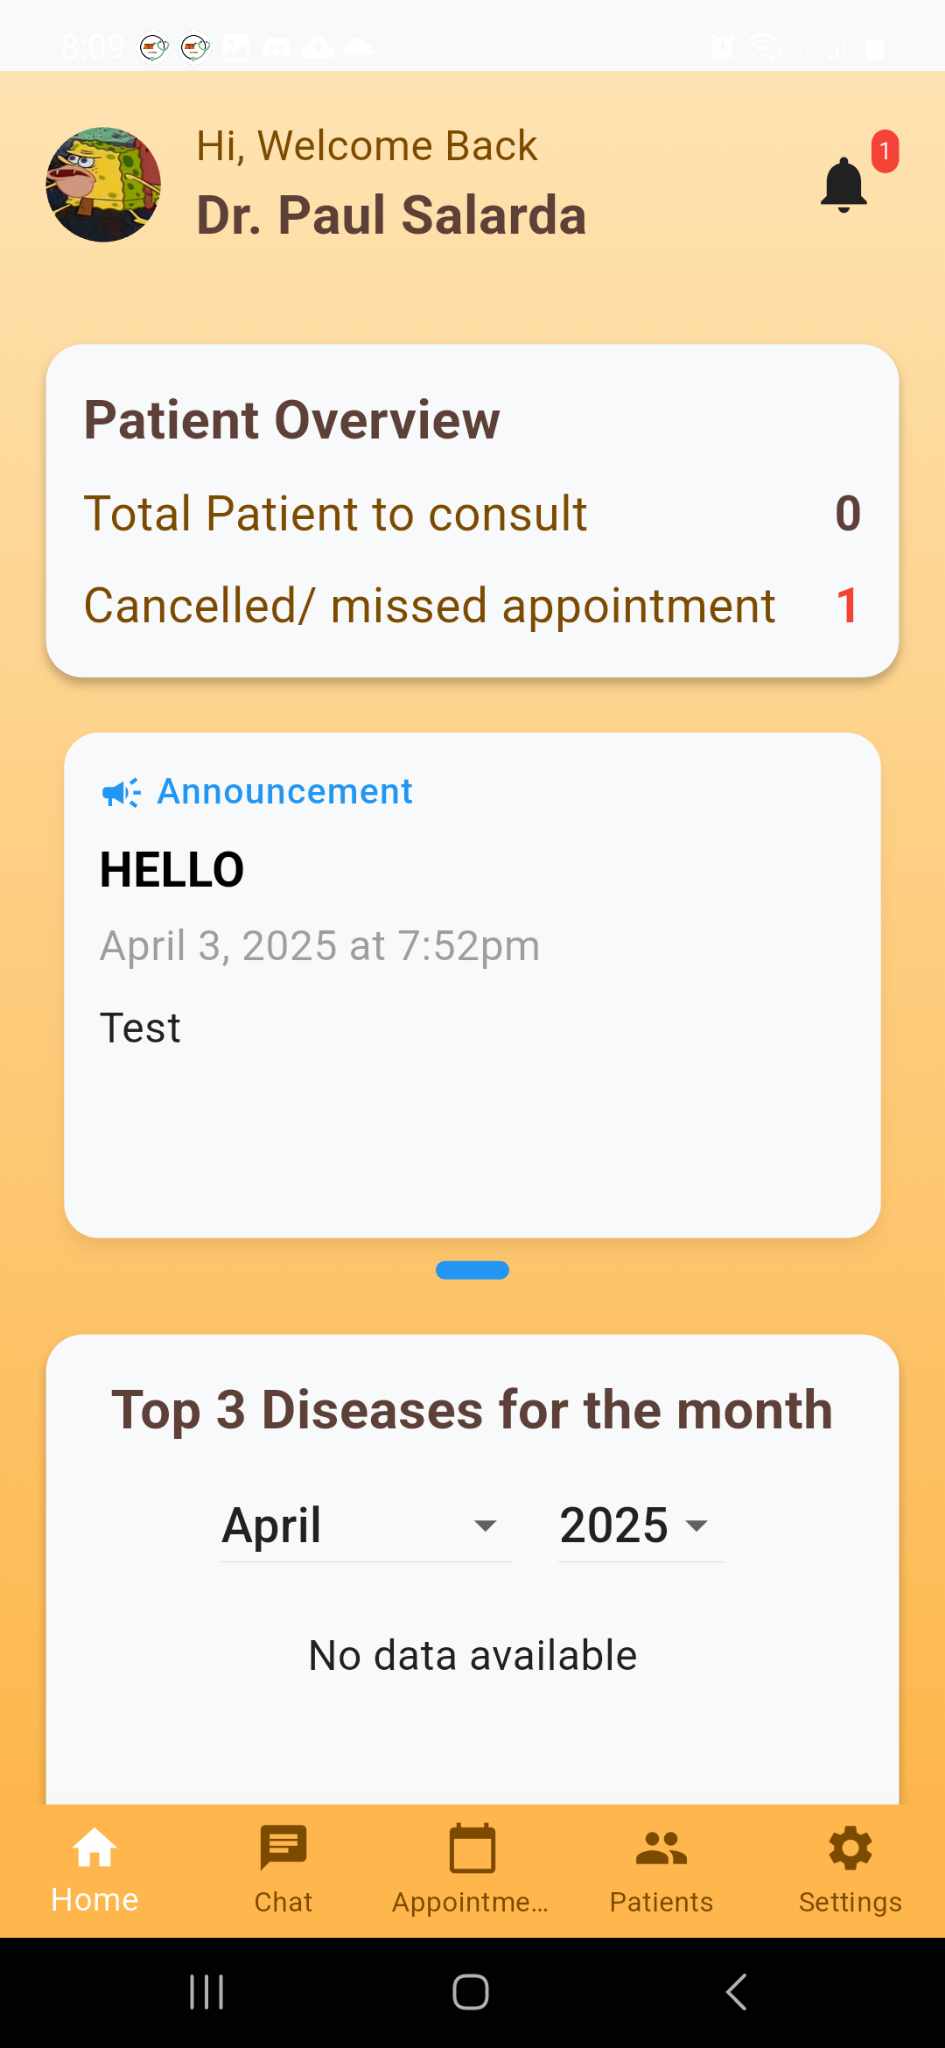 8:09
Hi, Welcome Back
Dr. Paul Salarda
1
Patient Overview
Total Patient to consult 0
Cancelled/ missed appointment 1
Announcement
HELLO
April 3, 2025 at 7:52pm
Test
Top 3 Diseases for the month
April 2025
No data available
Home Chat Appointme... Patients Settings